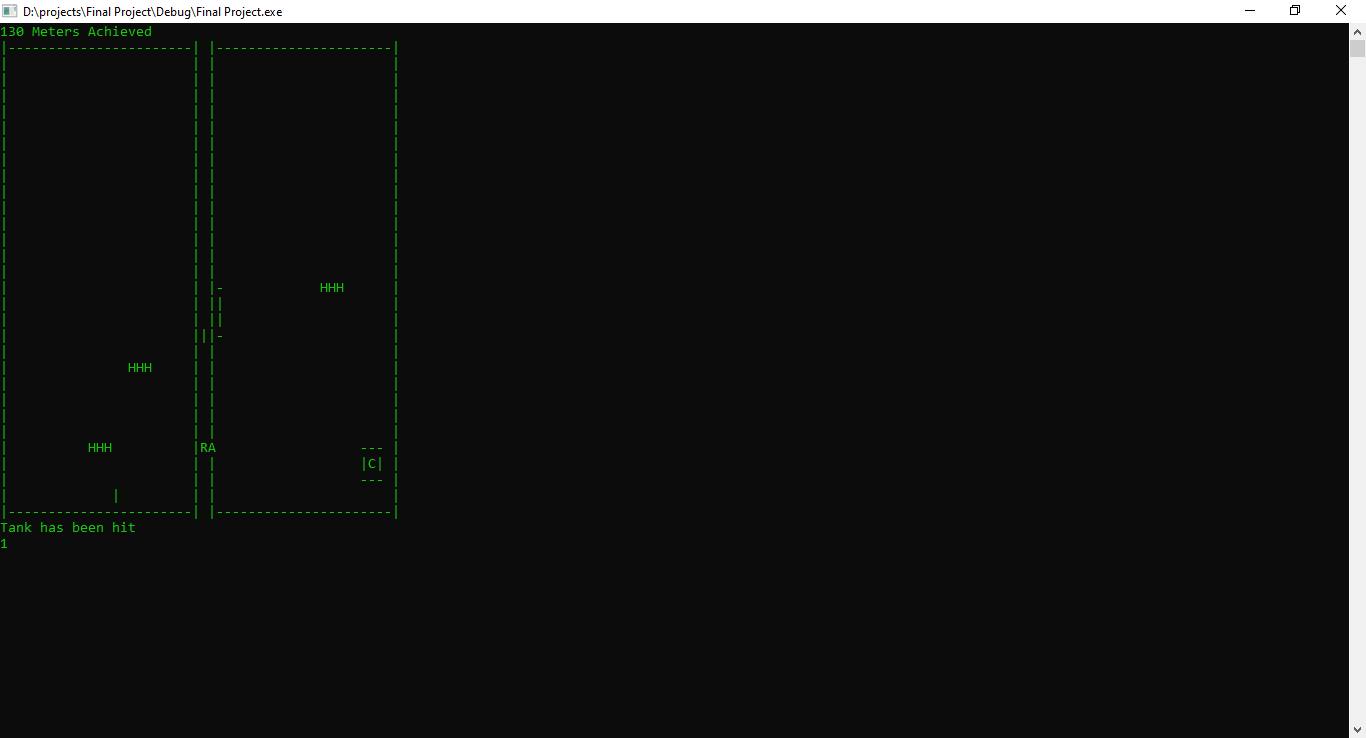 D:\projects\Final Project\Debug\Final Project.exe
130 Meters Achieved
|-----------------------| |----------------------|
|                       | |                      |
|                       | |                      |
|                       | |                      |
|                       | |                      |
|                       | |                      |
|                       | |                      |
|                       | |                      |
|                       | |                      |
|                       | |                      |
|                       | |                      |
|                       | |                      |
|                       | |                      |
|                       | |                      |
|                       | |                      |
|                       | |-            HHH      |
|                       | ||                     |
|                       | ||                     |
|                       |||-                     |
|                       | |                      |
|               HHH     | |                      |
|                       | |                      |
|                       | |                      |
|                       | |                      |
|                       | |                      |
|          HHH          |RA                  --- |
|                       | |                  |C| |
|                       | |                  --- |
|             |         | |                      |
|-----------------------| |----------------------|
Tank has been hit
1